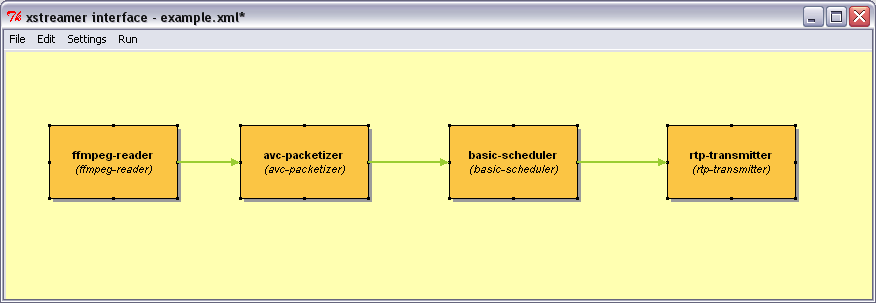 xstreamer interface - example.xml*
File Edit Settings Run
ffmpeg-reader
(ffmpeg-reader)
avc-packetizer
(avc-packetizer)
basic-scheduler
(basic-scheduler)
rtp-transmitter
(rtp-transmitter)